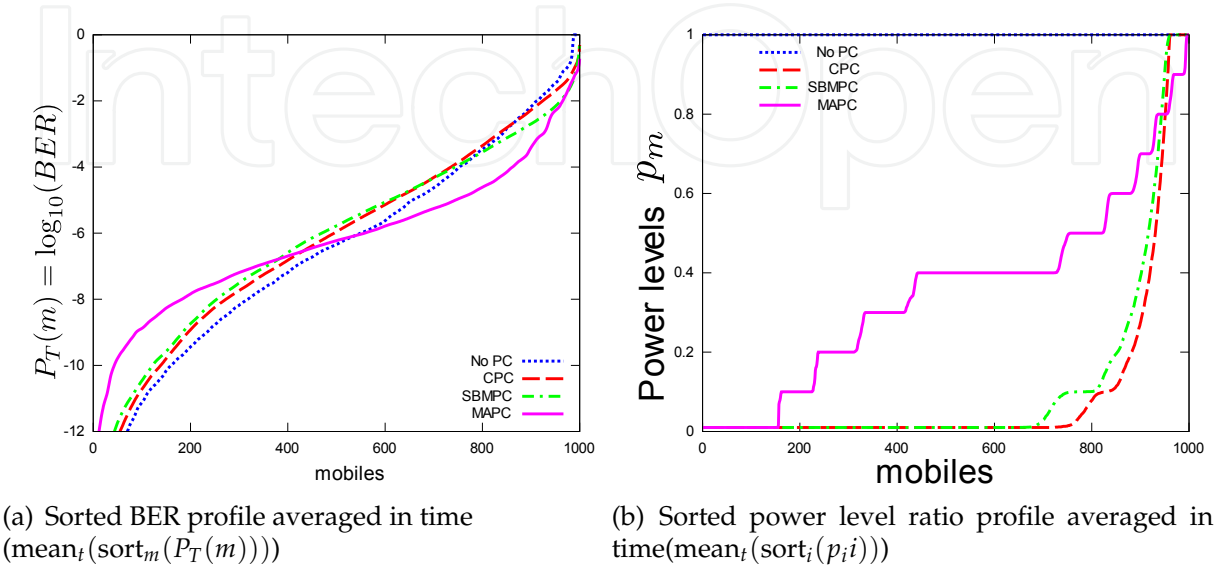 IntechOpen
0
-2
-4
-6
-8
-10
-12
P_T(m) = log_10(BER)
0 200 400 600 800 1000
mobiles
No PC
CPC
SBMPC
MAPC
1
0.8
0.6
0.4
0.2
0
Power levels p_m
0 200 400 600 800 1000
mobiles
No PC
CPC
SBMPC
MAPC
(a) Sorted BER profile averaged in time
(mean_t(sort_m(P_T(m))))
(b) Sorted power level ratio profile averaged in
time(mean_t(sort_i(p_i i))